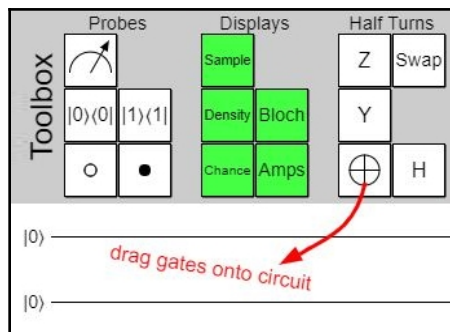 Probes Displays Half Turns
Toolbox
Sample Z Swap
|0⟩⟨0| |1⟩⟨1| Density Bloch Y
Chance Amps H
|0⟩
drag gates onto circuit
|0⟩